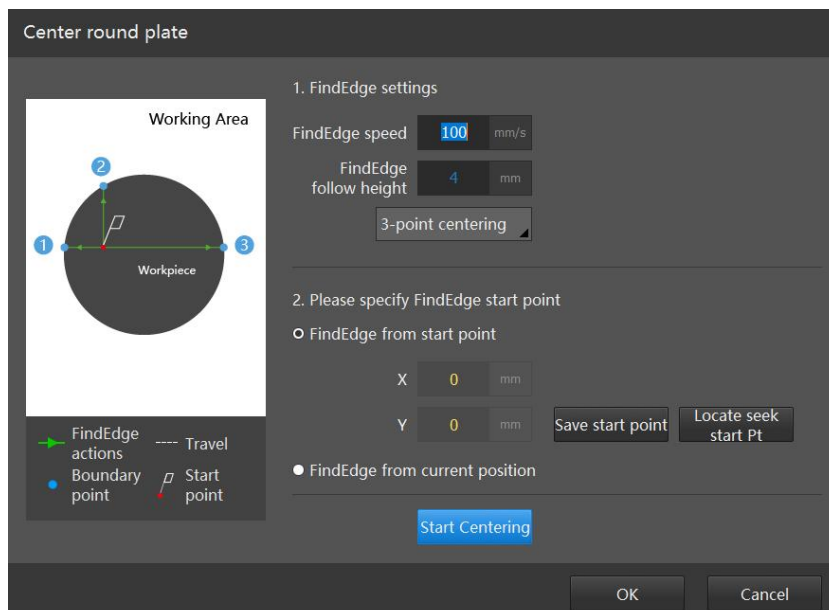 Center round plate
Working Area
2
1
3
Workpiece
FindEdge
actions
Travel
Boundary
point
Start
point
1. FindEdge settings
FindEdge speed 100 mm/s
FindEdge
follow height 4 mm
3-point centering
2. Please specify FindEdge start point
FindEdge from start point
X 0 mm
Y 0 mm
Save start point
Locate seek
start Pt
FindEdge from current position
Start Centering
OK
Cancel